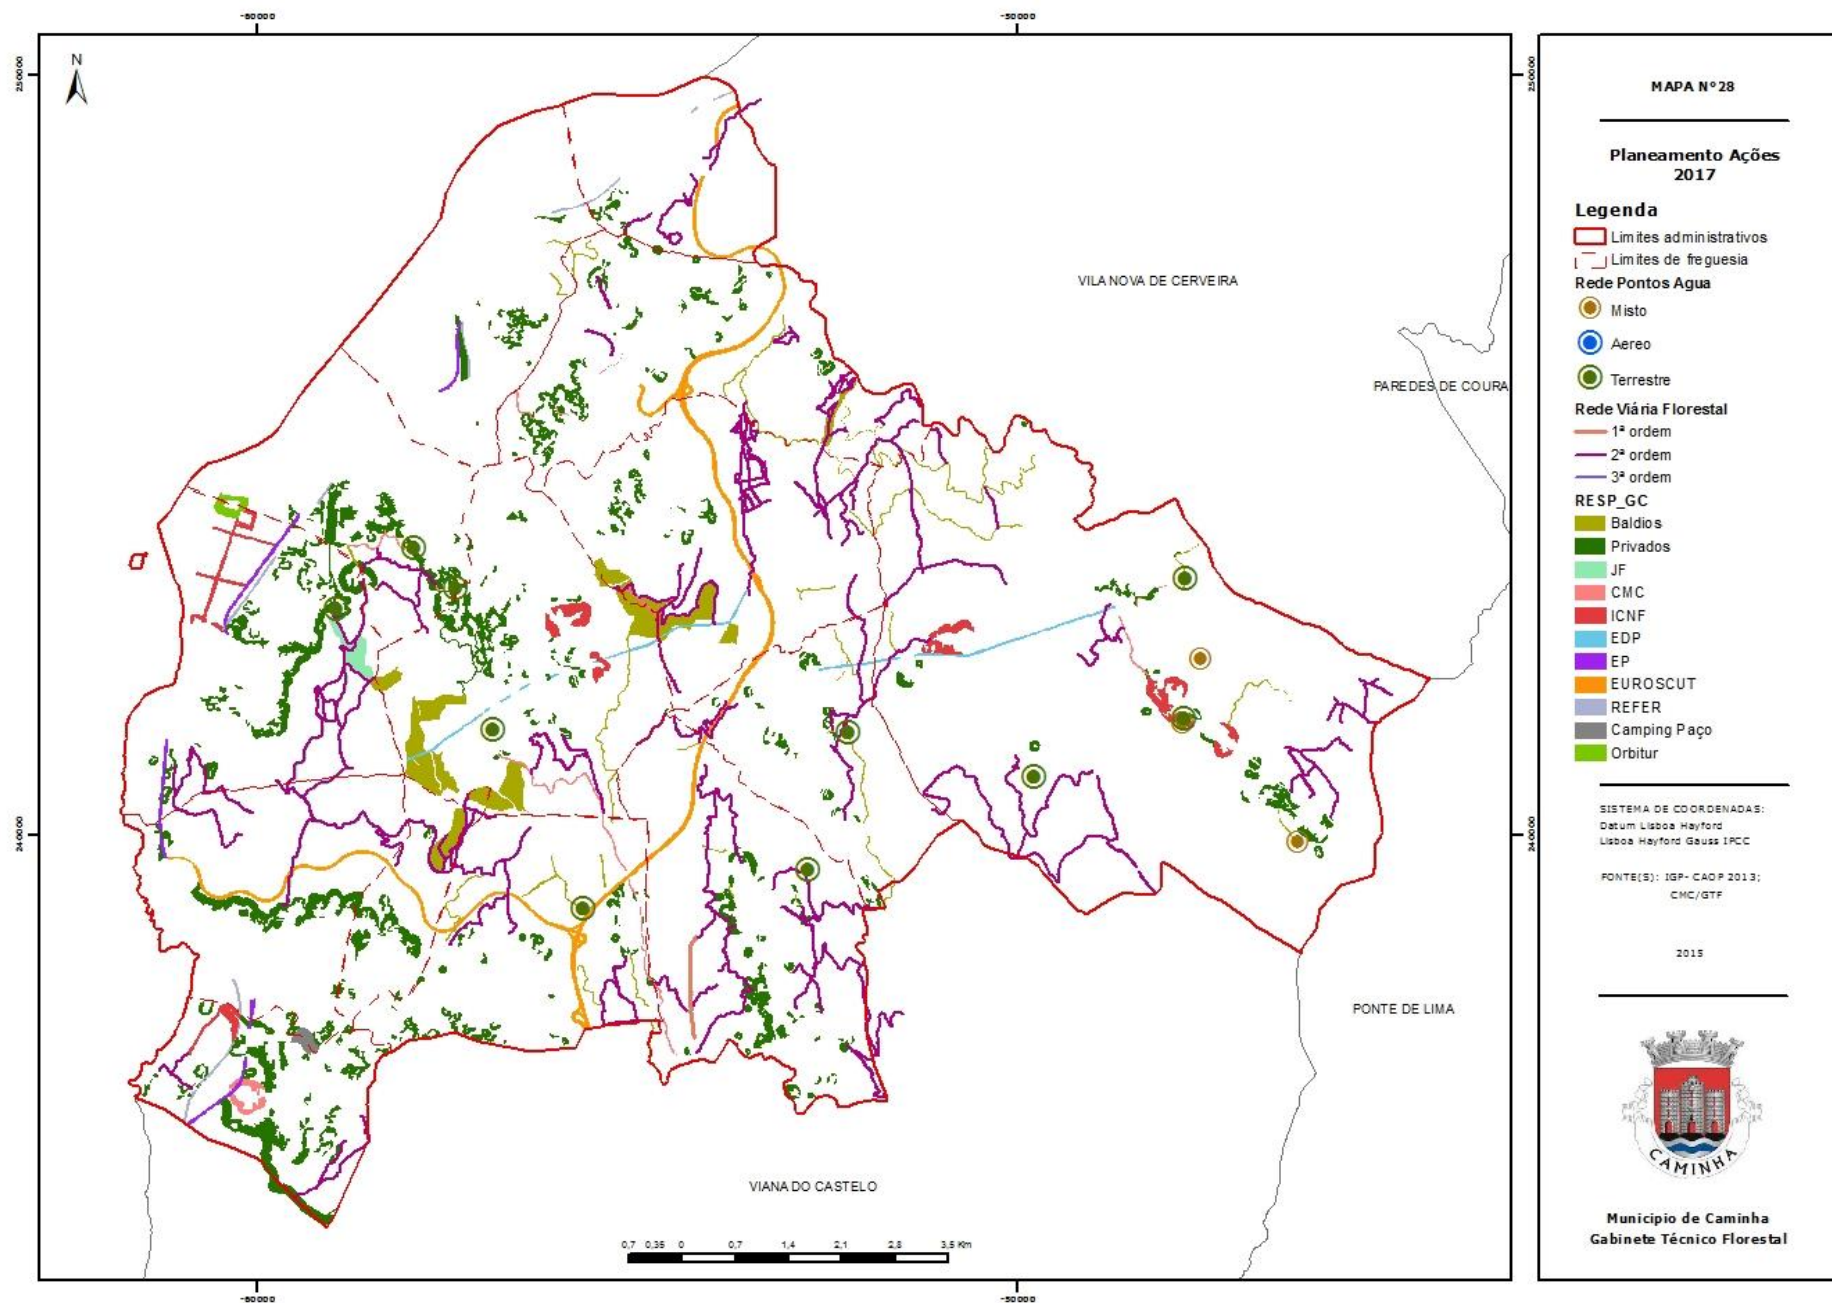 -60000
-50000
250000
250000
N
VILA NOVA DE CERVEIRA
PAREDES DE COURA
240000
240000
PONTE DE LIMA
VIANA DO CASTELO
0,7 0,35 0 0,7 1,4 2,1 2,8 3,5 Km
-60000
-50000
MAPA Nº28
Planeamento Ações
2017
Legenda
Limites administrativos
Limites de freguesia
Rede Pontos Agua
Misto
Aereo
Terrestre
Rede Viária Florestal
1ª ordem
2ª ordem
3ª ordem
RESP_GC
Baldios
Privados
JF
CMC
ICNF
EDP
EP
EUROSCUT
REFER
Camping Paço
Orbitur
SISTEMA DE COORDENADAS:
Datum Lisboa Hayford
Lisboa Hayford Gauss IPCC
FONTE(S): IGP- CAOP 2013;
CMC/GTF
2015
CAMINHA
Municipio de Caminha
Gabinete Técnico Florestal